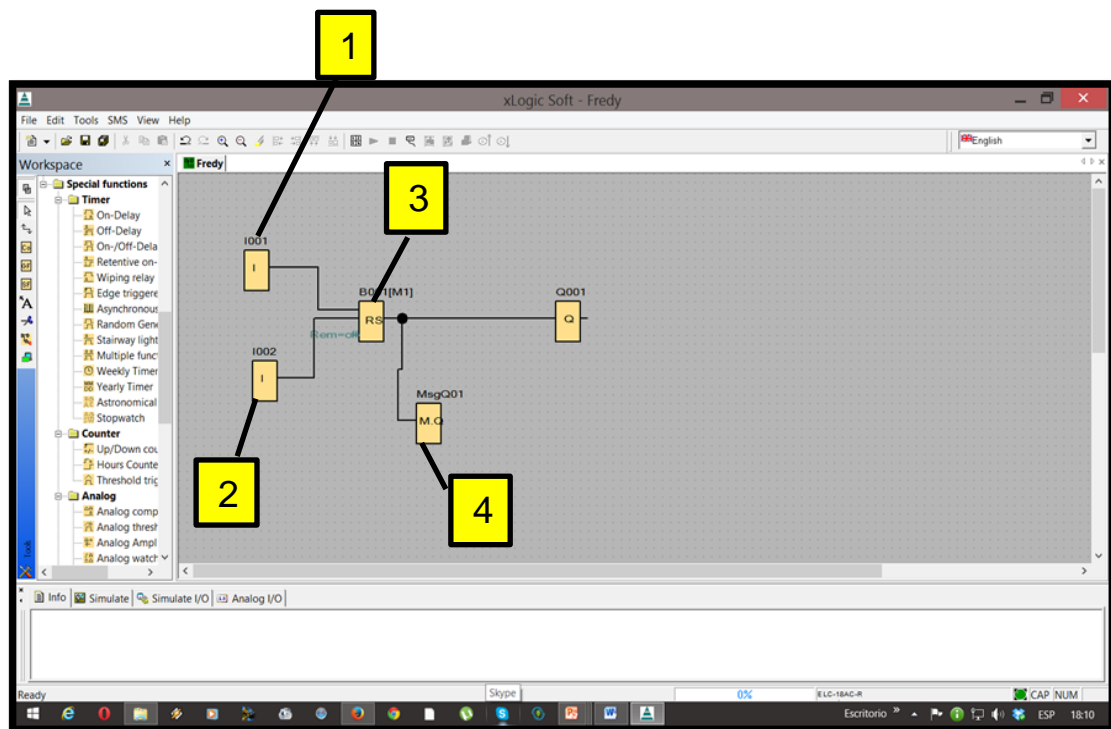 1
xLogic Soft - Fredy
File Edit Tools SMS View Help
English
Workspace
Fredy
Special functions
Timer
On-Delay
Off-Delay
On-/Off-Dela
Retentive on-
Wiping relay
Edge triggere
Asynchronous
Random Gen
Stairway light
Multiple func
Weekly Timer
Yearly Timer
Astronomical
Stopwatch
Counter
Up/Down cou
Hours Counte
Threshold trig
Analog
Analog comp
Analog thresh
Analog Ampl
Analog watch
Tools
3
I001
I
B001[M1]
RS
Rem=off
Q001
Q
I002
I
MsgQ01
M.Q
2
4
Info Simulate Simulate I/O Analog I/O
Ready
Skype
0%
ELC-18AC-R
CAP NUM
Escritorio
ESP
18:10